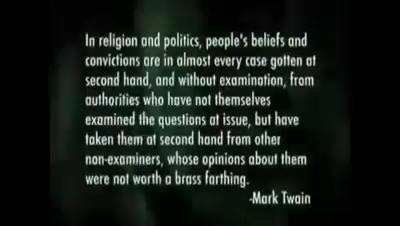 In religion and politics, people's beliefs and
convictions are in almost every case gotten at
second hand, and without examination, from
authorities who have not themselves
examined the questions at issue, but have
taken them at second hand from other
non-examiners, whose opinions about them
were not worth a brass farthing.
-Mark Twain